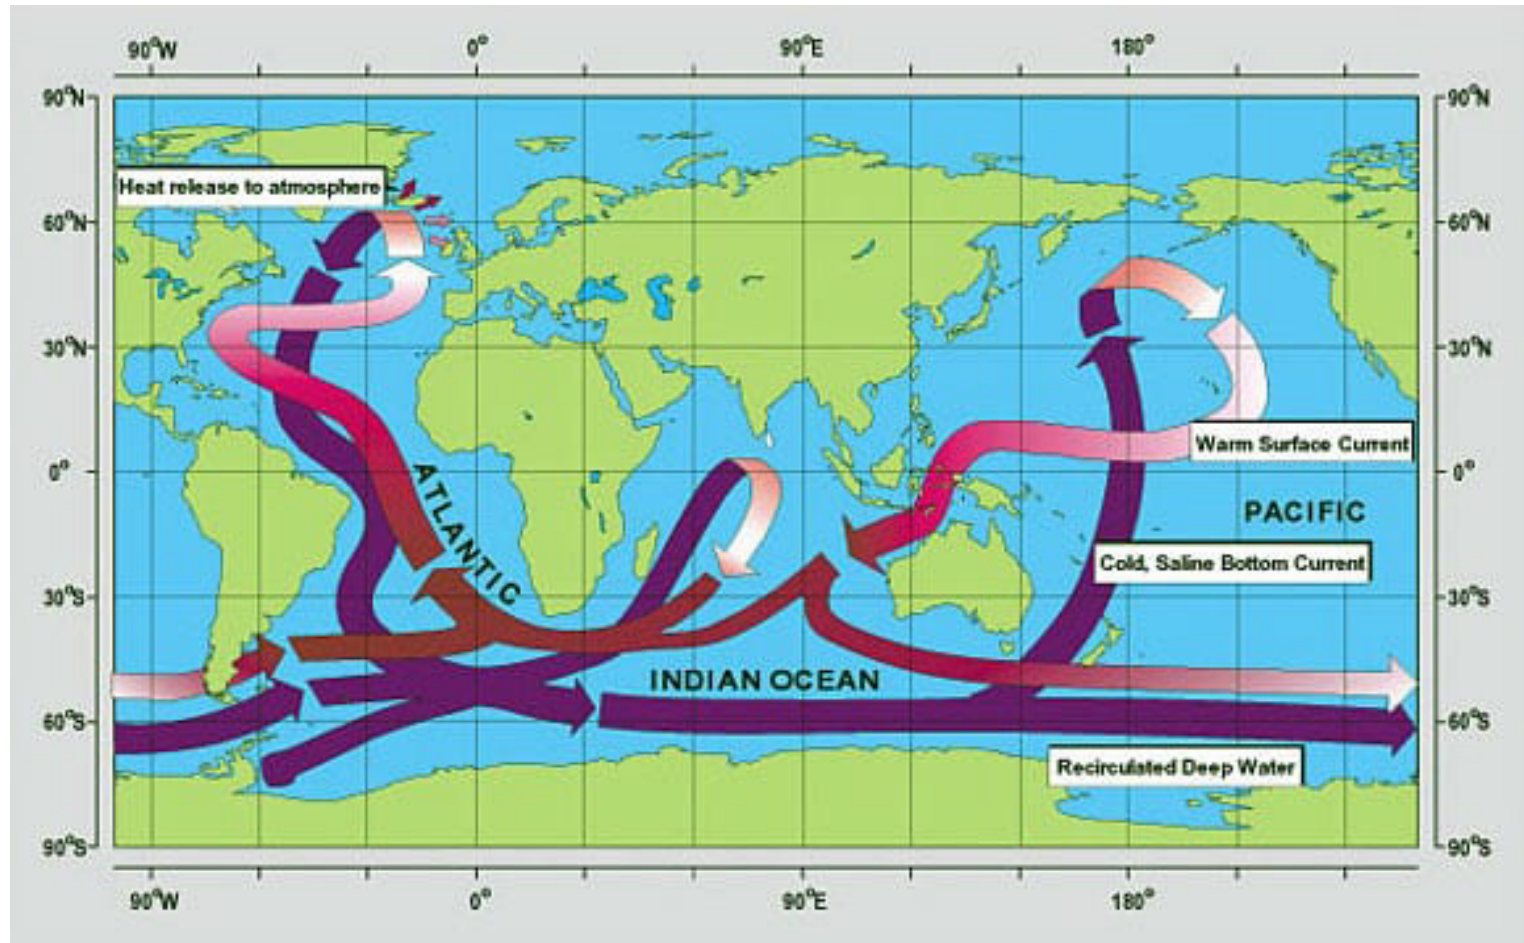 90°W 0° 90°E 180°
90°N 90°N
Heat release to atmosphere
60°N 60°N
30°N 30°N
Warm Surface Current
0° 0°
ATLANTIC
PACIFIC
Cold, Saline Bottom Current
30°S 30°S
INDIAN OCEAN
60°S 60°S
Recirculated Deep Water
90°S 90°S
90°W 0° 90°E 180°